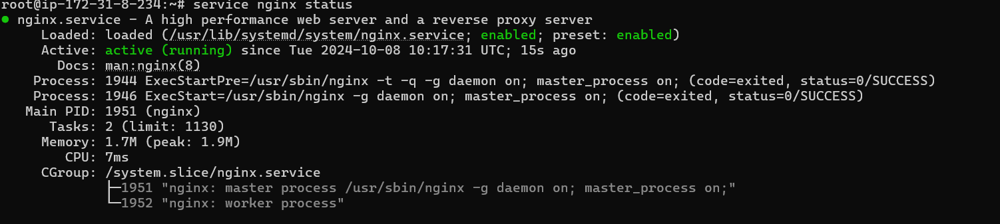 root@ip-172-31-8-234:~# service nginx status
● nginx.service - A high performance web server and a reverse proxy server
     Loaded: loaded (/usr/lib/systemd/system/nginx.service; enabled; preset: enabled)
     Active: active (running) since Tue 2024-10-08 10:17:31 UTC; 15s ago
       Docs: man:nginx(8)
    Process: 1944 ExecStartPre=/usr/sbin/nginx -t -q -g daemon on; master_process on; (code=exited, status=0/SUCCESS)
    Process: 1946 ExecStart=/usr/sbin/nginx -g daemon on; master_process on; (code=exited, status=0/SUCCESS)
   Main PID: 1951 (nginx)
      Tasks: 2 (limit: 1130)
     Memory: 1.7M (peak: 1.9M)
        CPU: 7ms
     CGroup: /system.slice/nginx.service
             ├─1951 "nginx: master process /usr/sbin/nginx -g daemon on; master_process on;"
             └─1952 "nginx: worker process"